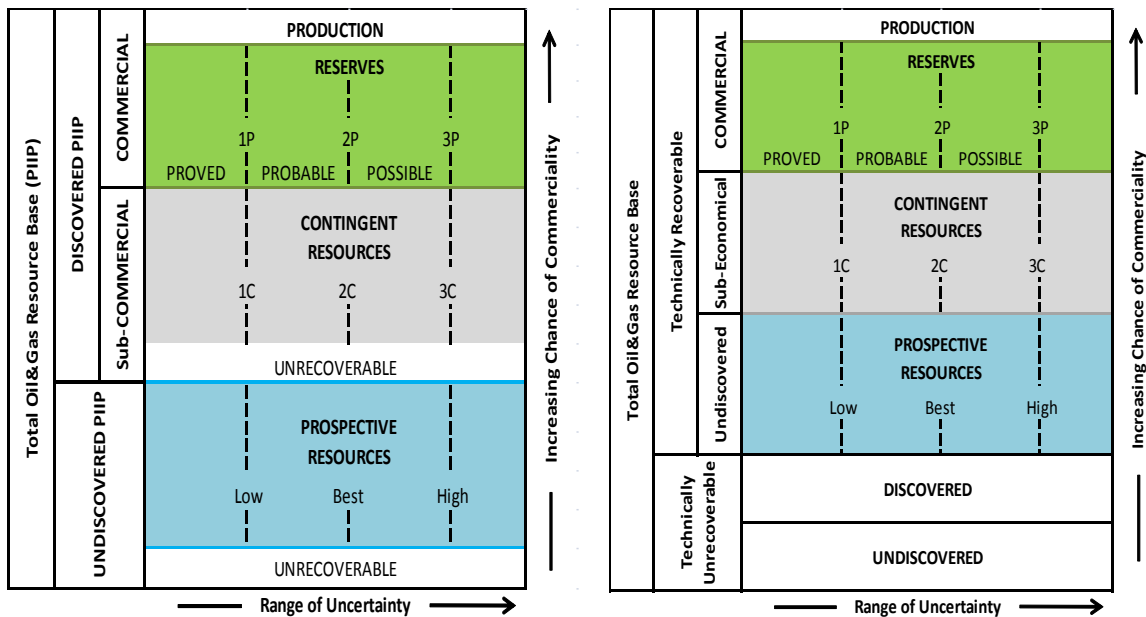 Total Oil&Gas Resource Base (PIIP)
DISCOVERED PIIP
UNDISCOVERED PIIP
COMMERCIAL
Sub-COMMERCIAL
PRODUCTION
RESERVES
1P 2P 3P
PROVED PROBABLE POSSIBLE
CONTINGENT
RESOURCES
1C 2C 3C
UNRECOVERABLE
PROSPECTIVE
RESOURCES
Low Best High
UNRECOVERABLE
Range of Uncertainty
Increasing Chance of Commerciality
Total Oil&Gas Resource Base
Technically Recoverable
Technically
Unrecoverable
COMMERCIAL
Sub-Economical
Undiscovered
PRODUCTION
RESERVES
1P 2P 3P
PROVED PROBABLE POSSIBLE
CONTINGENT
RESOURCES
1C 2C 3C
PROSPECTIVE
RESOURCES
Low Best High
DISCOVERED
UNDISCOVERED
Range of Uncertainty
Increasing Chance of Commerciality